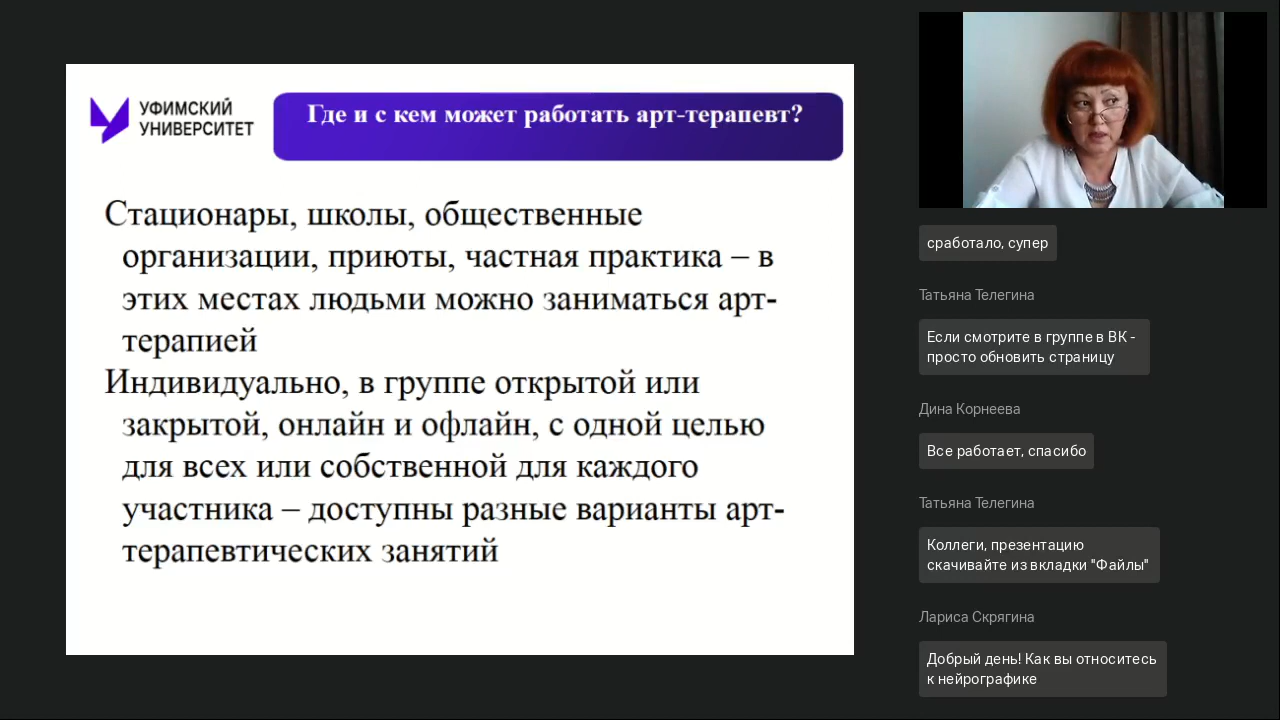 УФИМСКИЙ
УНИВЕРСИТЕТ
Где и с кем может работать арт-терапевт?
Стационары, школы, общественные
организации, приюты, частная практика – в
этих местах людьми можно заниматься арт-
терапией
Индивидуально, в группе открытой или
закрытой, онлайн и офлайн, с одной целью
для всех или собственной для каждого
участника – доступны разные варианты арт-
терапевтических занятий
сработало, супер
Татьяна Телегина
Если смотрите в группе в ВК -
просто обновить страницу
Дина Корнеева
Все работает, спасибо
Татьяна Телегина
Коллеги, презентацию
скачивайте из вкладки "Файлы"
Лариса Скрягина
Добрый день! Как вы относитесь
к нейрографике